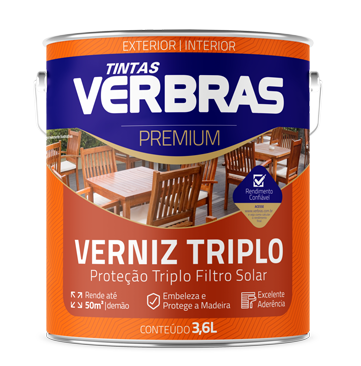 EXTERIOR | INTERIOR
TINTAS
VERBRAS
PREMIUM
Rendimento
Confiável
VERNIZ TRIPLO
Proteção Triplo Filtro Solar
Rende até
50m² | demão
Embeleza e
Protege a Madeira
Excelente
Aderência
CONTEÚDO 3,6L